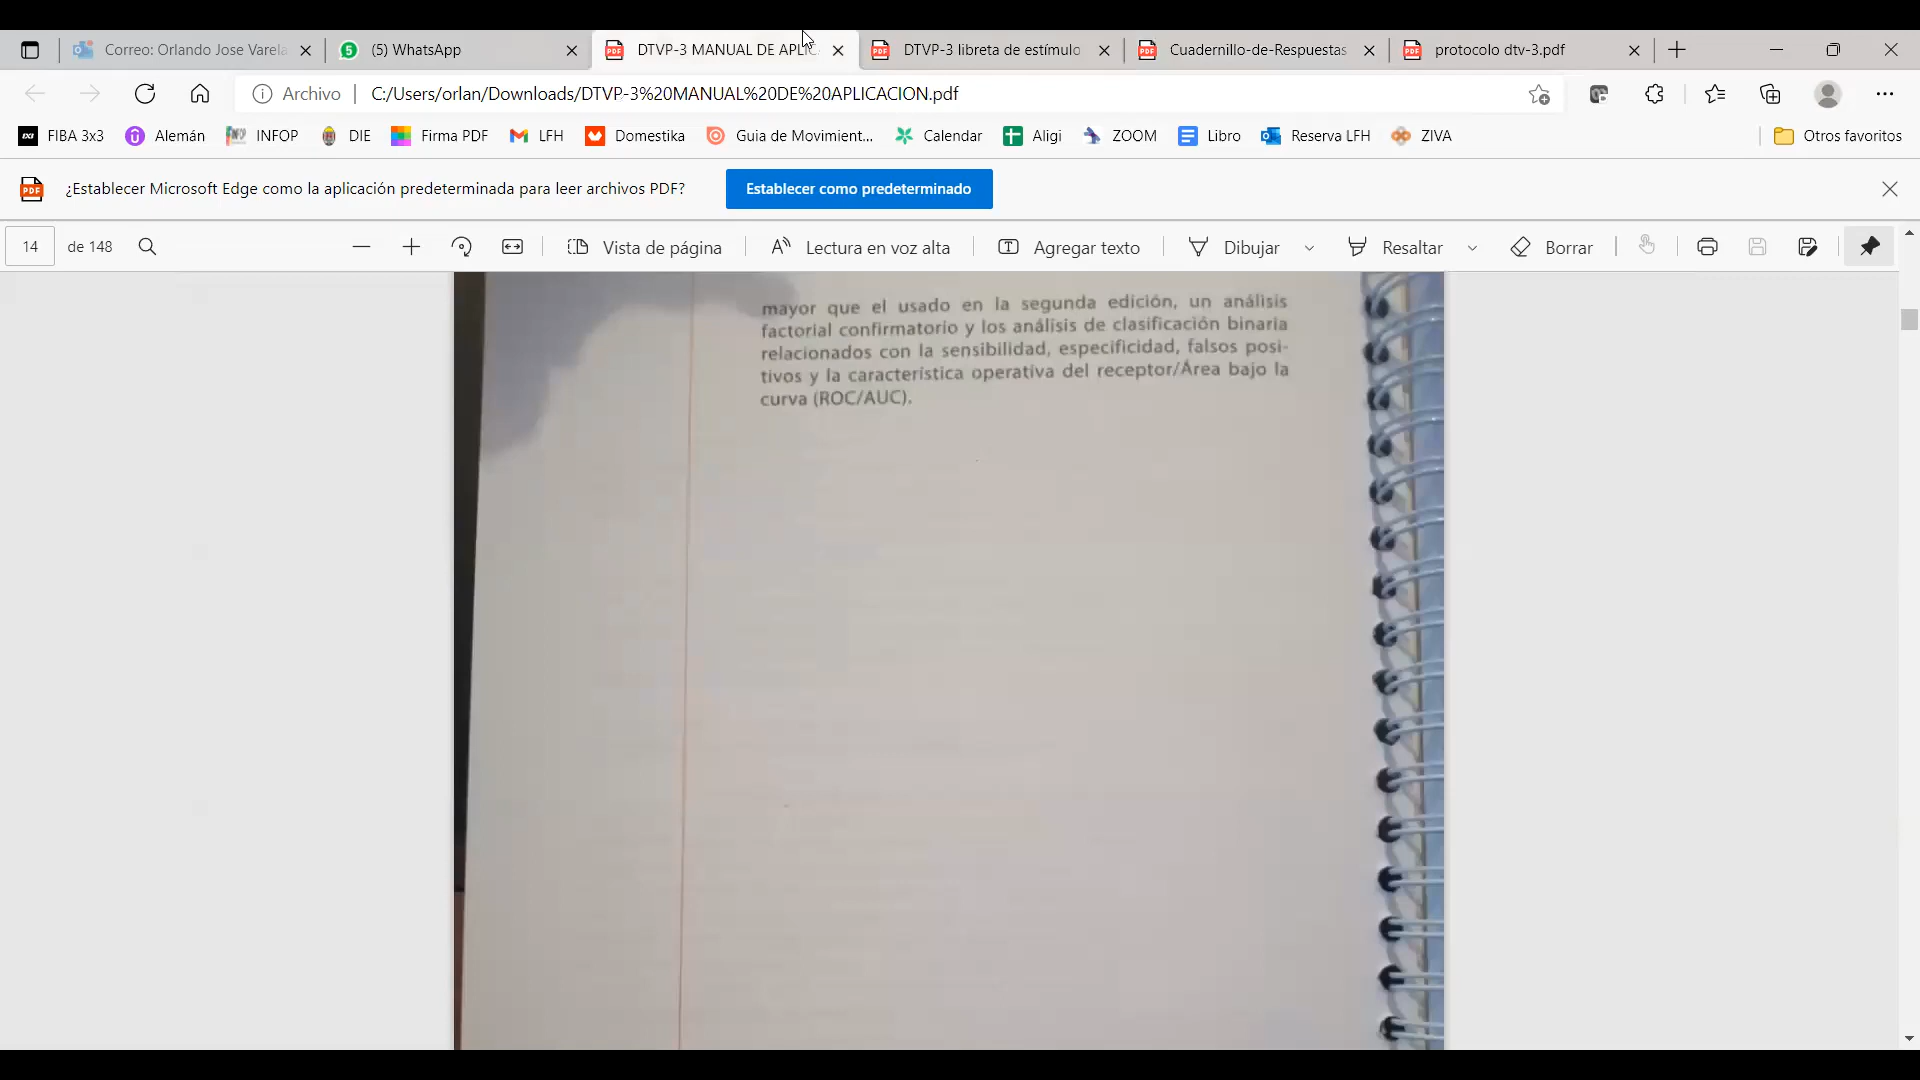 Correo: Orlando Jose Varela
(5) WhatsApp
DTVP-3 MANUAL DE APLIC
DTVP-3 libreta de estímulo
Cuadernillo-de-Respuestas
protocolo dtv-3.pdf
Archivo
C:/Users/orlan/Downloads/DTVP-3%20MANUAL%20DE%20APLICACION.pdf
FIBA 3x3
Alemán
INFOP
DIE
Firma PDF
LFH
Domestika
Guia de Movimient...
Calendar
Aligi
ZOOM
Libro
Reserva LFH
ZIVA
Otros favoritos
¿Establecer Microsoft Edge como la aplicación predeterminada para leer archivos PDF?
Establecer como predeterminado
14
de 148
Vista de página
Lectura en voz alta
Agregar texto
Dibujar
Resaltar
Borrar
mayor que el usado en la segunda edición, un análisis
factorial confirmatorio y los análisis de clasificación binaria
relacionados con la sensibilidad, especificidad, falsos posi-
tivos y la característica operativa del receptor/Área bajo la
curva (ROC/AUC).